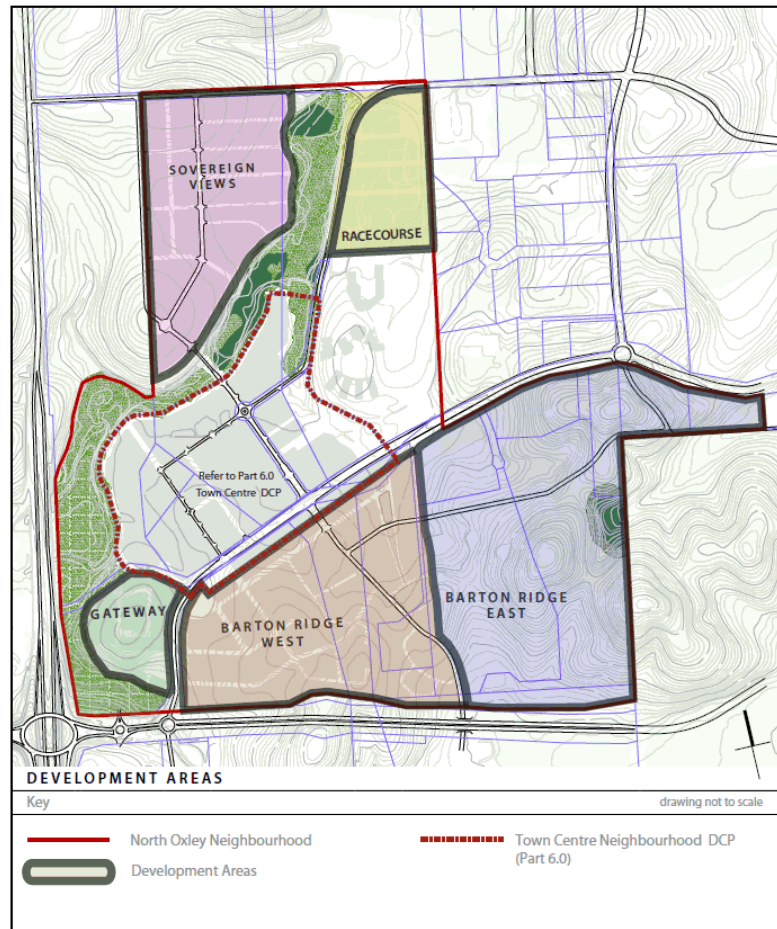 SOVEREIGN
VIEWS
RACECOURSE
Refer to Part 6.0
Town Centre DCP
GATEWAY
BARTON RIDGE
WEST
BARTON RIDGE
EAST
DEVELOPMENT AREAS
Key
drawing not to scale
North Oxley Neighbourhood
Town Centre Neighbourhood DCP
(Part 6.0)
Development Areas